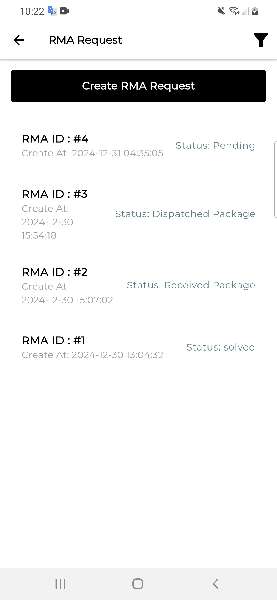 10:22
RMA Request
Create RMA Request
RMA ID : #4
Create At: 2024-12-31 04:35:05
Status: Pending
RMA ID : #3
Create At:
2024-12-30
15:54:18
Status: Dispatched Package
RMA ID : #2
Create At:
2024-12-30 15:07:02
Status: Received Package
RMA ID : #1
Create At: 2024-12-30 13:04:32
Status: solved